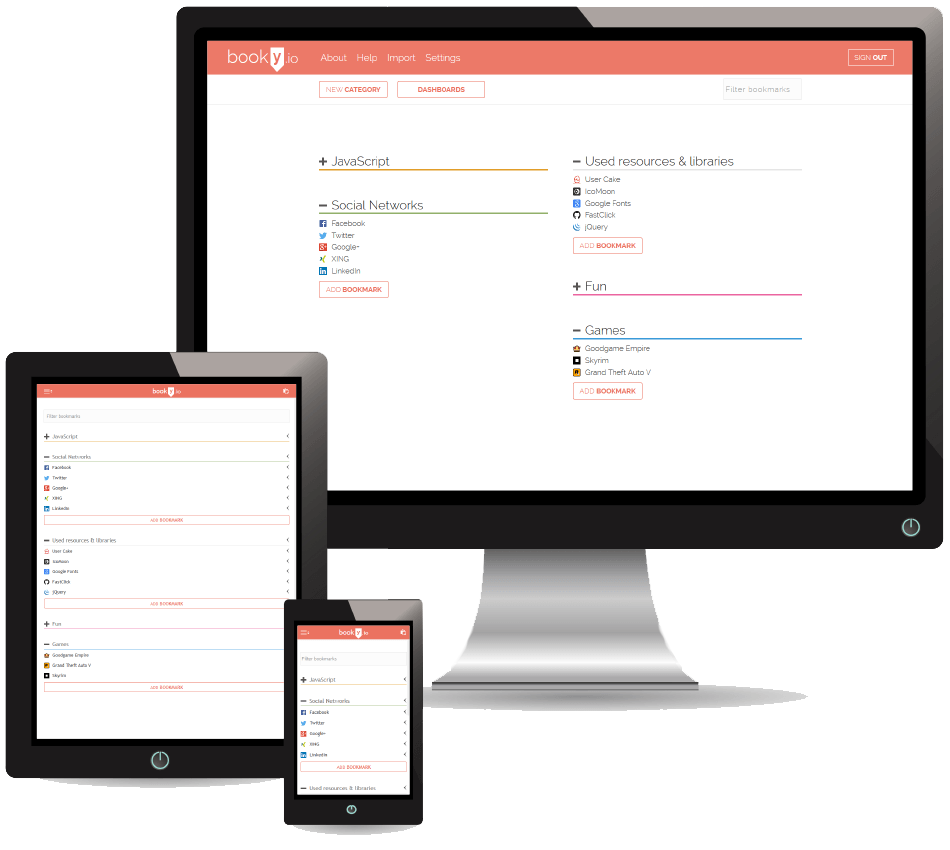 booky.io About Help Import Settings SIGN OUT
NEW CATEGORY DASHBOARDS Filter bookmarks
JavaScript
Social Networks
Facebook
Twitter
Google+
XING
LinkedIn
ADD BOOKMARK
Used resources & libraries
User Cake
IcoMoon
Google Fonts
FastClick
jQuery
ADD BOOKMARK
Fun
Games
Goodgame Empire
Skyrim
Grand Theft Auto V
ADD BOOKMARK
booky.io
Filter bookmarks
JavaScript
Social Networks
Facebook
Twitter
Google+
XING
LinkedIn
ADD BOOKMARK
Used resources & libraries
User Cake
IcoMoon
Google Fonts
FastClick
jQuery
ADD BOOKMARK
Fun
Games
Goodgame Empire
Grand Theft Auto V
Skyrim
ADD BOOKMARK
booky.io
Filter bookmarks
JavaScript
Social Networks
Facebook
Twitter
Google+
XING
LinkedIn
ADD BOOKMARK
Used resources & libraries